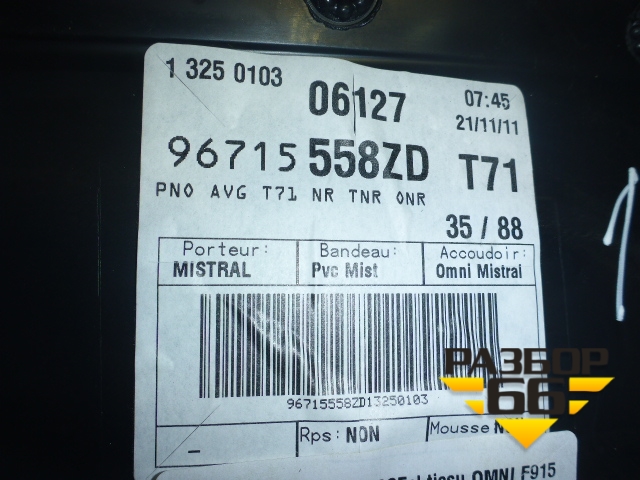 1 325 0103
06127
07:45
21/11/11
96715 558ZD T71
PNO AVG T71 NR TNR ONR
35 / 88
Porteur: Bandeau: Accoudoir:
MISTRAL Pvc Mist Omni Mistral
96715558ZD13250103
Rps: NON Mousse
–
OMNI F915
РАЗБОР
66
1